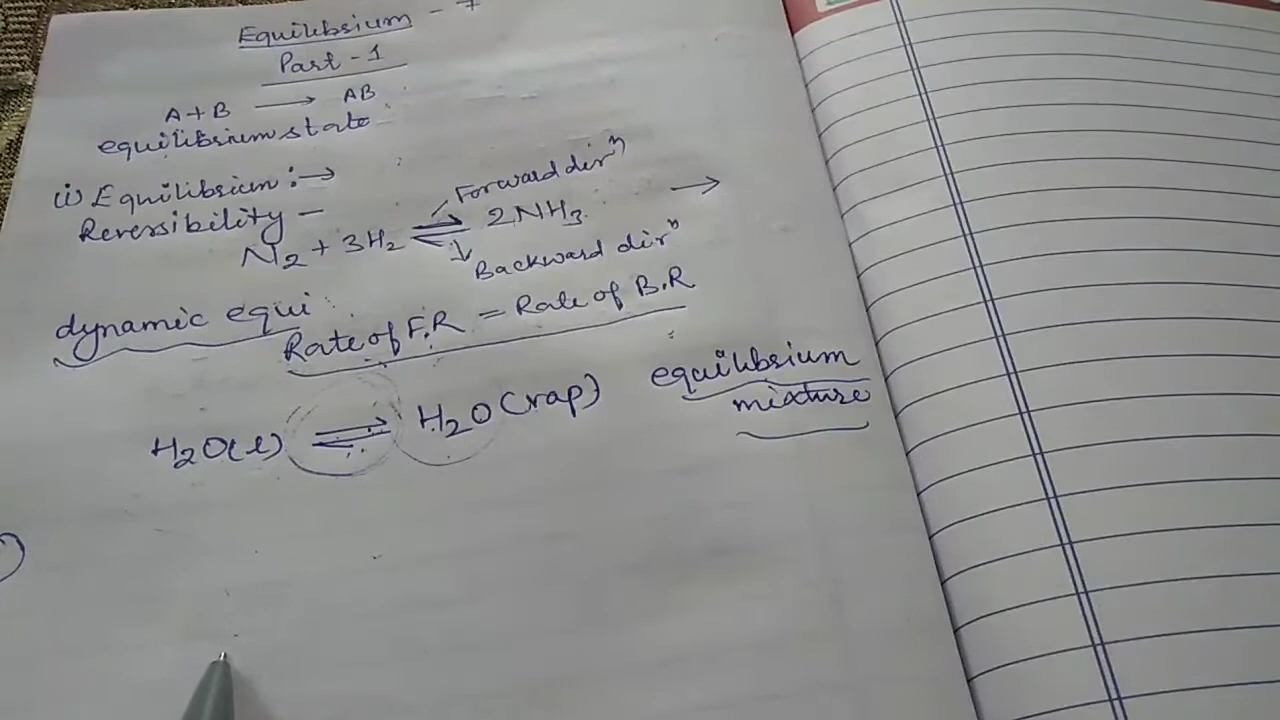 Equilibrium - 7
Part - 1
A + B ⟶ AB
equilibrium state
(i) Equilibrium :→
Reversibility -
Forward dirⁿ →
N₂ + 3H₂ ⇌ 2NH₃
Backward dirⁿ
dynamic equi
Rate of F.R = Rate of B.R
equilibrium
mixture
H₂O(l) ⇌ H₂O(vap)